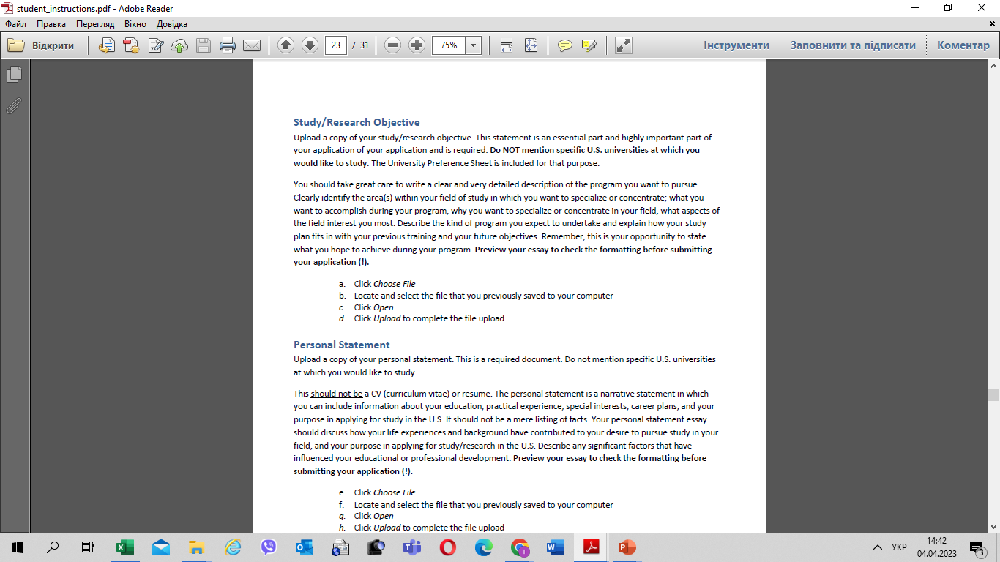 student_instructions.pdf - Adobe Reader
Файл Правка Перегляд Вікно Довідка
Відкрити 23 / 31 75% Інструменти Заповнити та підписати Коментар
Study/Research Objective
Upload a copy of your study/research objective. This statement is an essential part and highly important part of
your application of your application and is required. Do NOT mention specific U.S. universities at which you
would like to study. The University Preference Sheet is included for that purpose.
You should take great care to write a clear and very detailed description of the program you want to pursue.
Clearly identify the area(s) within your field of study in which you want to specialize or concentrate; what you
want to accomplish during your program, why you want to specialize or concentrate in your field, what aspects of
the field interest you most. Describe the kind of program you expect to undertake and explain how your study
plan fits in with your previous training and your future objectives. Remember, this is your opportunity to state
what you hope to achieve during your program. Preview your essay to check the formatting before submitting
your application (!).
a. Click Choose File
b. Locate and select the file that you previously saved to your computer
c. Click Open
d. Click Upload to complete the file upload
Personal Statement
Upload a copy of your personal statement. This is a required document. Do not mention specific U.S. universities
at which you would like to study.
This should not be a CV (curriculum vitae) or resume. The personal statement is a narrative statement in which
you can include information about your education, practical experience, special interests, career plans, and your
purpose in applying for study in the U.S. It should not be a mere listing of facts. Your personal statement essay
should discuss how your life experiences and background have contributed to your desire to pursue study in your
field, and your purpose in applying for study/research in the U.S. Describe any significant factors that have
influenced your educational or professional development. Preview your essay to check the formatting before
submitting your application (!).
e. Click Choose File
f. Locate and select the file that you previously saved to your computer
g. Click Open
h. Click Upload to complete the file upload
УКР 14:42
04.04.2023 3